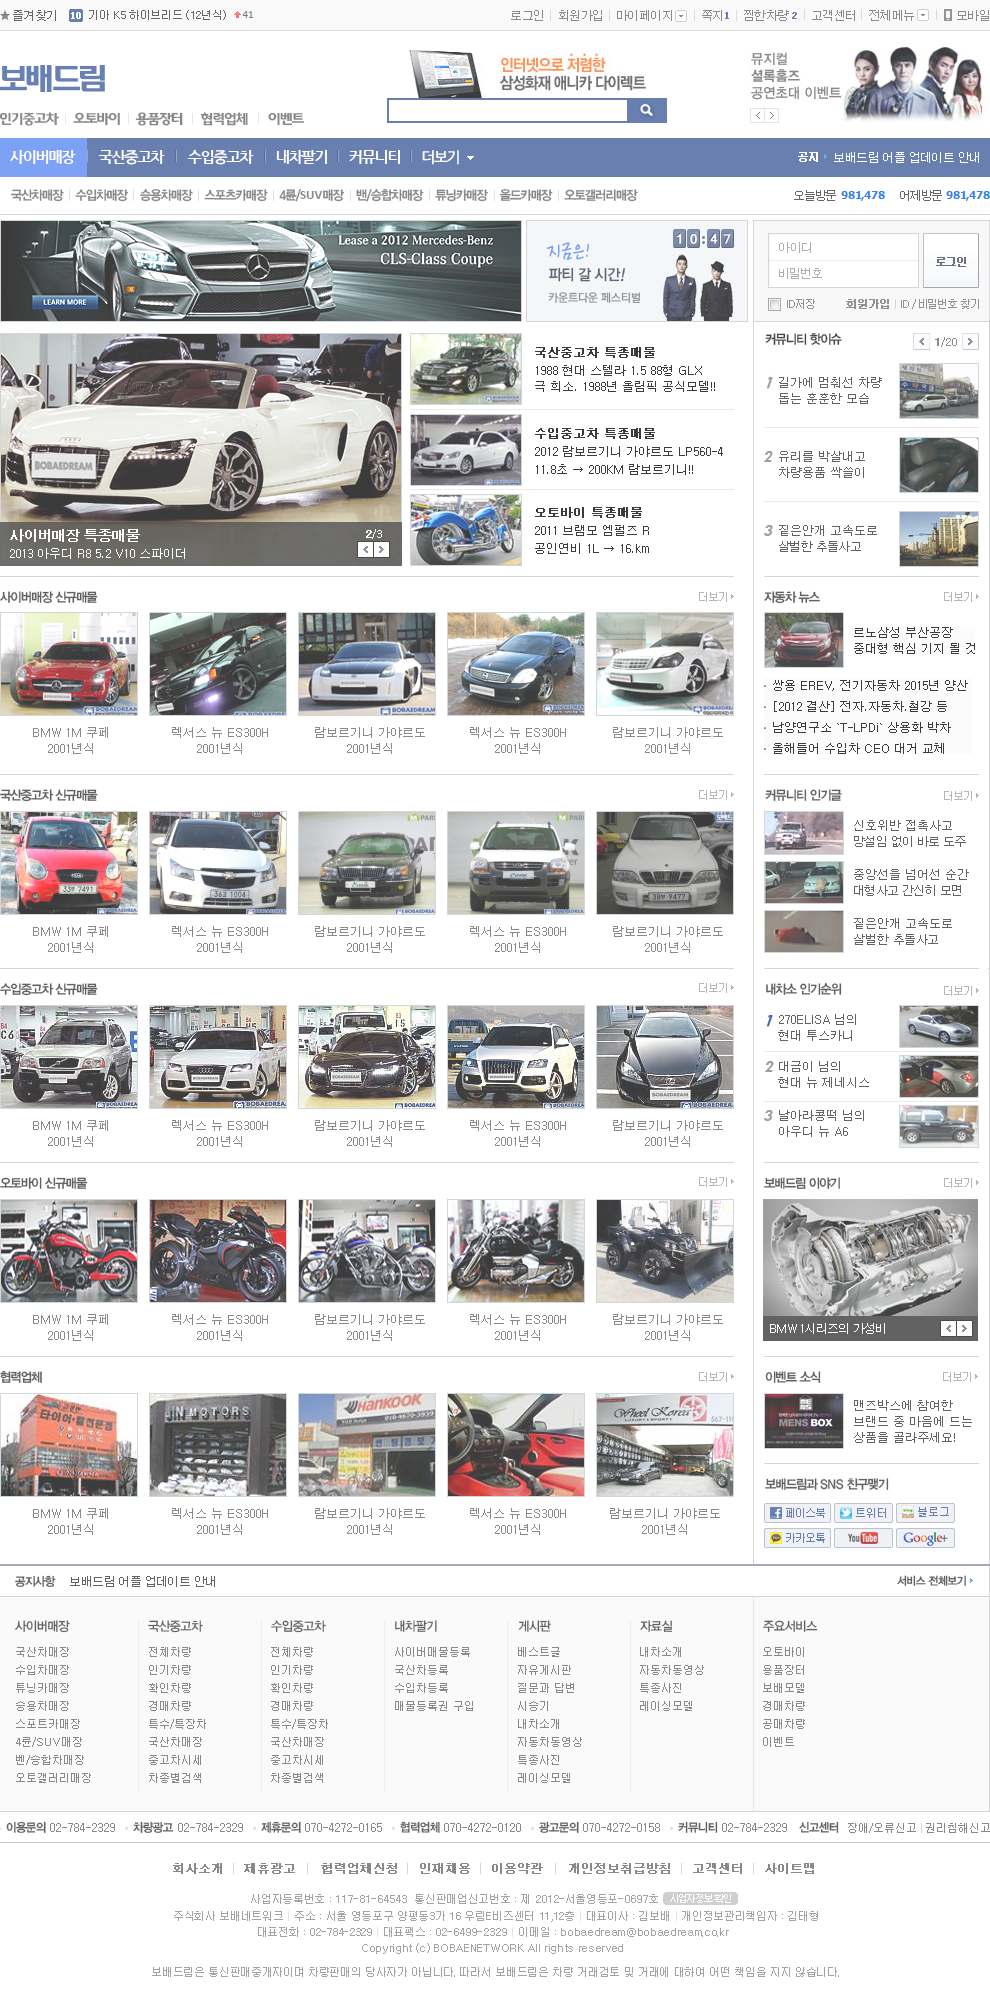 즐겨찾기 10 기아 K5 하이브리드 (12년식) 41
로그인 회원가입 마이페이지 쪽지1 찜한차량 2 고객센터 전체메뉴 모바일
보배드림
인터넷으로 저렴한
삼성화재 애니카 다이렉트
뮤지컬
셜록홈즈
공연초대 이벤트
인기중고차 오토바이 용품장터 협력업체 이벤트
사이버매장 국산중고차 수입중고차 내차팔기 커뮤니티 더보기
공지 보배드림 어플 업데이트 안내
국산차매장 수입차매장 승용차매장 스포츠카매장 4륜/SUV매장 밴/승합차매장 튜닝카매장 올드카매장 오토갤러리매장
오늘방문 981,478 어제방문 981,478
Lease a 2012 Mercedes-Benz
CLS-Class Coupe
LEARN MORE
10:47
지금은!
파티 갈 시간!
카운트다운 페스티벌
아이디
비밀번호
로그인
ID저장 회원가입 ID / 비밀번호 찾기
BOBAEDREAM
사이버매장 특종매물
2013 아우디 R8 5.2 V10 스파이더
2/3
국산중고차 특종매물
1988 현대 스텔라 1.5 88형 GLX
극 희소. 1988년 올림픽 공식모델!!
수입중고차 특종매물
2012 람보르기니 가야르도 LP560-4
11.8초 → 200KM 람보르기니!!
오토바이 특종매물
2011 브램모 엠펄즈 R
공인연비 1L → 16.km
커뮤니티 핫이슈 1/20
1 길가에 멈춰선 차량
돕는 훈훈한 모습
2 유리를 박살내고
차량용품 싹쓸이
3 짙은안개 고속도로
살벌한 추돌사고
사이버매장 신규매물 더보기
BMW 1M 쿠페
2001년식
렉서스 뉴 ES300H
2001년식
람보르기니 가야르도
2001년식
렉서스 뉴 ES300H
2001년식
람보르기니 가야르도
2001년식
자동차 뉴스 더보기
르노삼성 부산공장
중대형 핵심 기지 될 것
쌍용 EREV, 전기자동차 2015년 양산
[2012 결산] 전자.자동차.철강 등
남양연구소 `T-LPDi` 상용화 박차
올해들어 수입차 CEO 대거 교체
국산중고차 신규매물 더보기
BMW 1M 쿠페
2001년식
렉서스 뉴 ES300H
2001년식
람보르기니 가야르도
2001년식
렉서스 뉴 ES300H
2001년식
람보르기니 가야르도
2001년식
커뮤니티 인기글 더보기
신호위반 접촉사고
망설임 없이 바로 도주
중앙선을 넘어선 순간
대형사고 간신히 모면
짙은안개 고속도로
살벌한 추돌사고
수입중고차 신규매물 더보기
BMW 1M 쿠페
2001년식
렉서스 뉴 ES300H
2001년식
람보르기니 가야르도
2001년식
렉서스 뉴 ES300H
2001년식
람보르기니 가야르도
2001년식
내차소 인기순위 더보기
1 270ELISA 님의
현대 투스카니
2 대금이 님의
현대 뉴 제네시스
3 날아라콩떡 님의
아우디 뉴 A6
오토바이 신규매물 더보기
BMW 1M 쿠페
2001년식
렉서스 뉴 ES300H
2001년식
람보르기니 가야르도
2001년식
렉서스 뉴 ES300H
2001년식
람보르기니 가야르도
2001년식
보배드림 이야기 더보기
BMW 1시리즈의 가성비
협력업체 더보기
IN MOTORS
HANKOOK
Wheel Korea
BMW 1M 쿠페
2001년식
렉서스 뉴 ES300H
2001년식
람보르기니 가야르도
2001년식
렉서스 뉴 ES300H
2001년식
람보르기니 가야르도
2001년식
이벤트 소식 더보기
MENS BOX
맨즈박스에 참여한
브랜드 중 마음에 드는
상품을 골라주세요!
보배드림과 SNS 친구맺기
페이스북 트위터 블로그
카카오톡 YouTube Google+
공지사항 보배드림 어플 업데이트 안내
서비스 전체보기
사이버매장
국산차매장
수입차매장
튜닝카매장
승용차매장
스포트카매장
4륜/SUV매장
벤/승합차매장
오토갤러리매장
국산중고차
전체차량
인기차량
확인차량
경매차량
특수/특장차
국산차매장
중고차시세
차종별검색
수입중고차
전체차량
인기차량
확인차량
경매차량
특수/특장차
국산차매장
중고차시세
차종별검색
내차팔기
사이버매물등록
국산차등록
수입차등록
매물등록권 구입
게시판
베스트글
자유게시판
질문과 답변
시승기
내차소개
자동차동영상
특종사진
레이싱모델
자료실
내차소개
자동차동영상
특종사진
레이싱모델
주요서비스
오토바이
용품장터
보배모델
경매차량
공매차량
이벤트
이용문의 02-784-2329 차량광고 02-784-2329 제휴문의 070-4272-0165 협력업체 070-4272-0120 광고문의 070-4272-0158 커뮤니티 02-784-2329 신고센터 장애/오류신고 권리침해신고
회사소개 제휴광고 협력업체신청 인재채용 이용약관 개인정보취급방침 고객센터 사이트맵
사업자등록번호 : 117-81-64543 통신판매업신고번호 : 제 2012-서울영등포-0697호 사업자정보확인
주식회사 보배네트워크 주소 : 서울 영등포구 양평동3가 16 우림E비즈센터 11,12층 대표이사 : 김보배 개인정보관리책임자 : 김태형
대표전화 : 02-784-2329 대표팩스 : 02-6499-2329 이메일 : bobaedream@bobaedream.co.kr
Copyright (c) BOBAENETWORK All rights reserved
보배드림은 통신판매중개자이며 차량판매의 당사자가 아닙니다. 따라서 보배드림은 차량 거래검토 및 거래에 대하여 어떤 책임을 지지 않습니다.